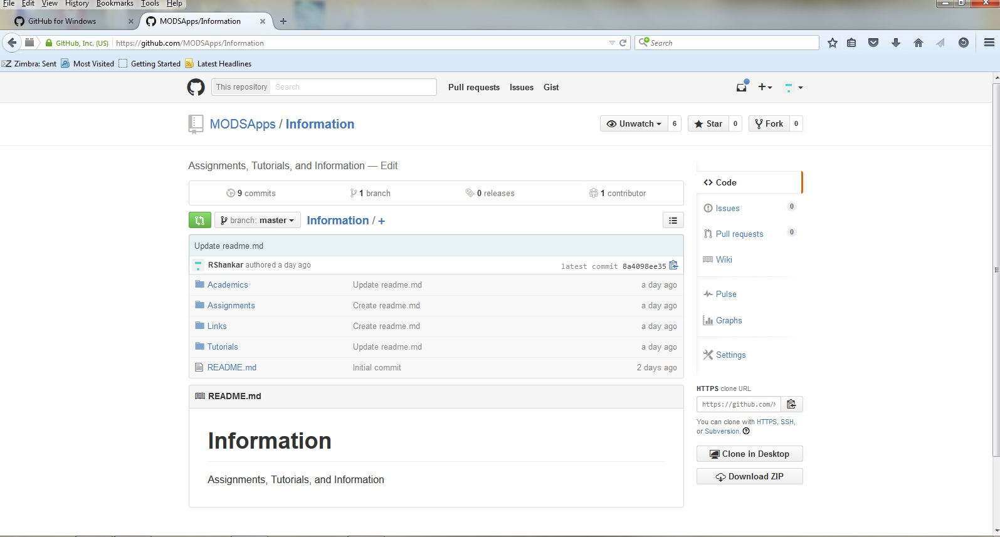 File Edit View History Bookmarks Tools Help
GitHub for Windows × MODSApps/Information × +
GitHub, Inc. (US) https://github.com/MODSApps/Information Search
Zimbra: Sent Most Visited Getting Started Latest Headlines
This repository Search Pull requests Issues Gist
MODSApps / Information Unwatch 6 Star 0 Fork 0
Assignments, Tutorials, and Information — Edit
9 commits 1 branch 0 releases 1 contributor
branch: master Information / +
Update readme.md
RShankar authored a day ago latest commit 8a4098ee35
Academics Update readme.md a day ago
Assignments Create readme.md a day ago
Links Create readme.md a day ago
Tutorials Update readme.md a day ago
README.md Initial commit 2 days ago
README.md
Information
Assignments, Tutorials, and Information
Code
Issues 0
Pull requests 0
Wiki
Pulse
Graphs
Settings
HTTPS clone URL
https://github.com/
You can clone with HTTPS, SSH,
or Subversion.
Clone in Desktop
Download ZIP